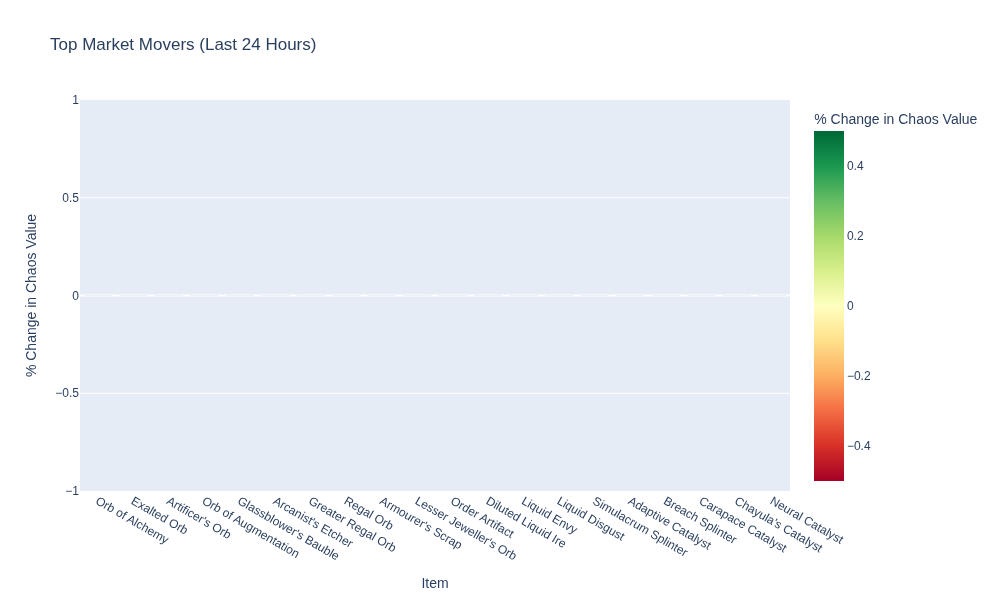 Top Market Movers (Last 24 Hours)
% Change in Chaos Value
1
0.5
0
−0.5
−1
% Change in Chaos Value
0.4
0.2
0
−0.2
−0.4
Orb of Alchemy
Exalted Orb
Artificer's Orb
Orb of Augmentation
Glassblower's Bauble
Arcanist's Etcher
Greater Regal Orb
Regal Orb
Armourer's Scrap
Lesser Jeweller's Orb
Order Artifact
Diluted Liquid Ire
Liquid Envy
Liquid Disgust
Simulacrum Splinter
Adaptive Catalyst
Breach Splinter
Carapace Catalyst
Chayula's Catalyst
Neural Catalyst
Item